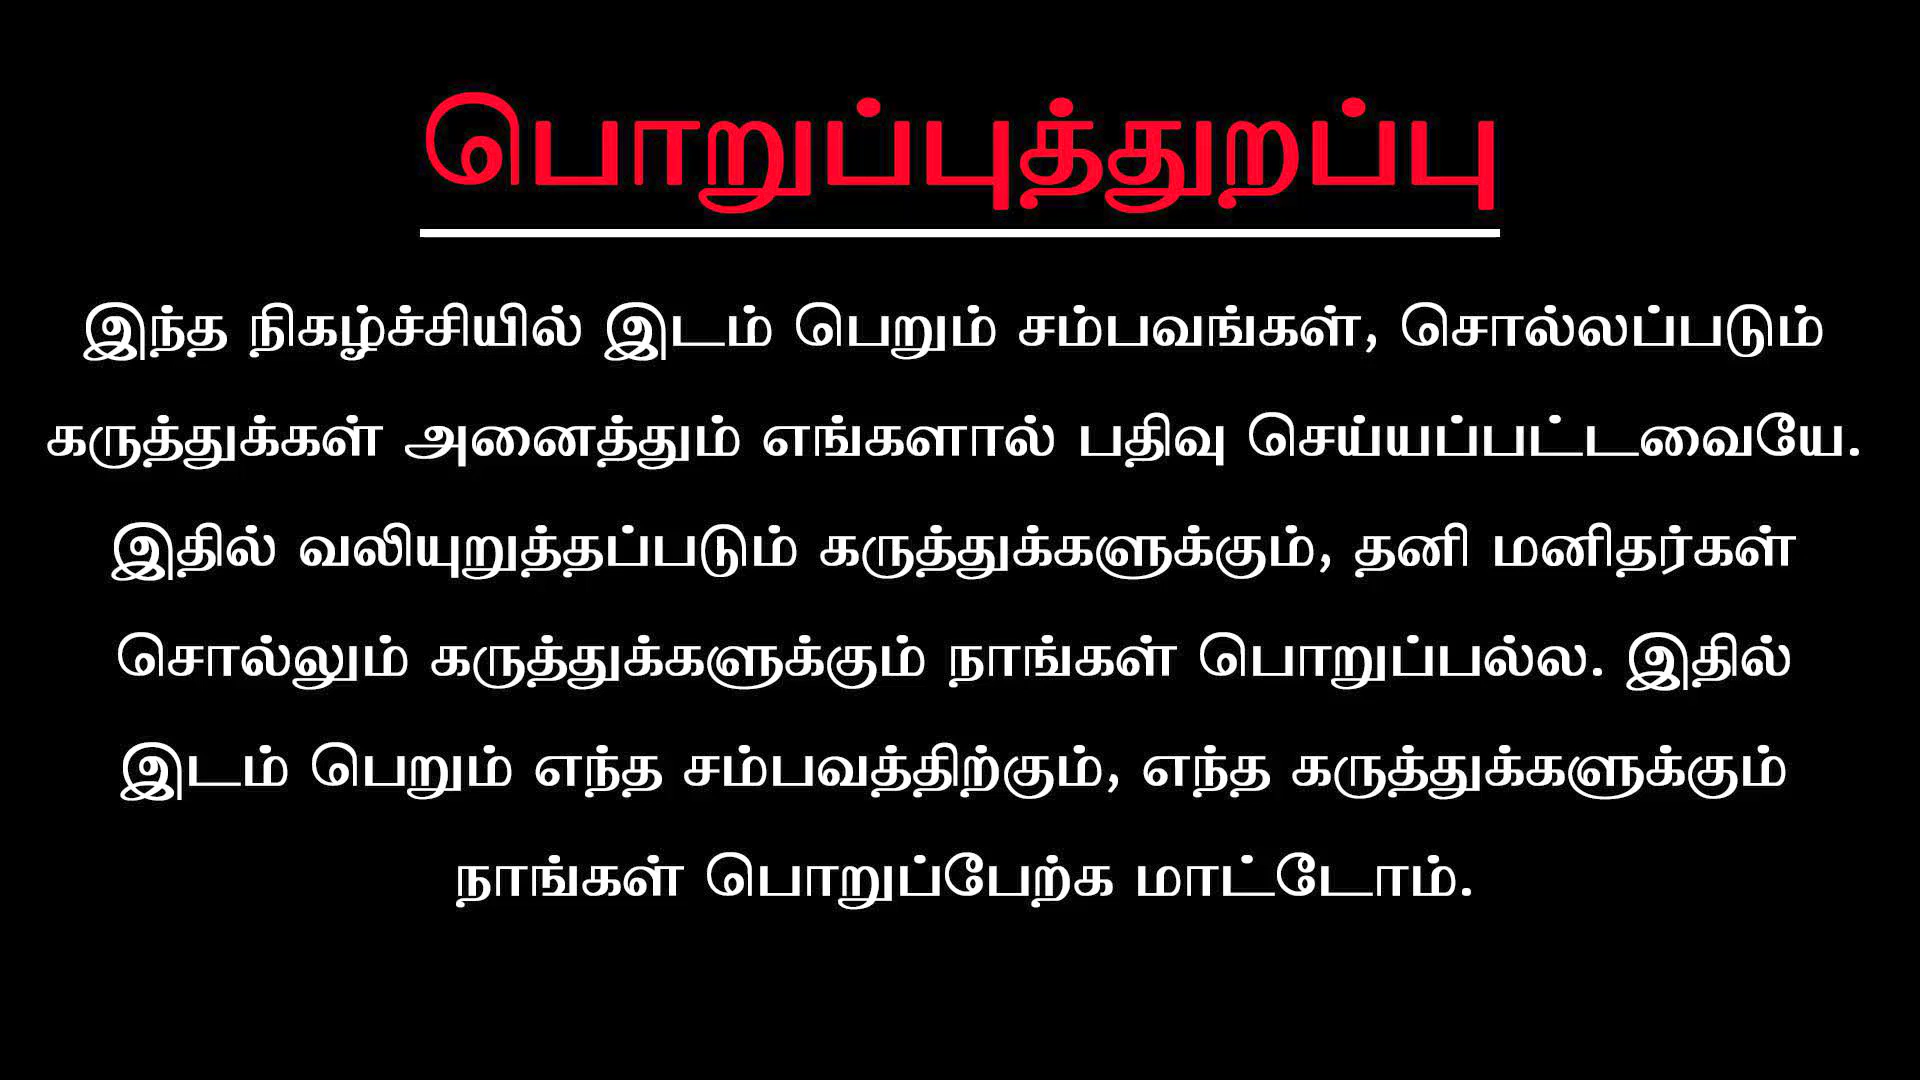 பொறுப்புத்துறப்பு
இந்த நிகழ்ச்சியில் இடம் பெறும் சம்பவங்கள், சொல்லப்படும்
கருத்துக்கள் அனைத்தும் எங்களால் பதிவு செய்யப்பட்டவையே.
இதில் வலியுறுத்தப்படும் கருத்துக்களுக்கும், தனி மனிதர்கள்
சொல்லும் கருத்துக்களுக்கும் நாங்கள் பொறுப்பல்ல. இதில்
இடம் பெறும் எந்த சம்பவத்திற்கும், எந்த கருத்துக்களுக்கும்
நாங்கள் பொறுப்பேற்க மாட்டோம்.